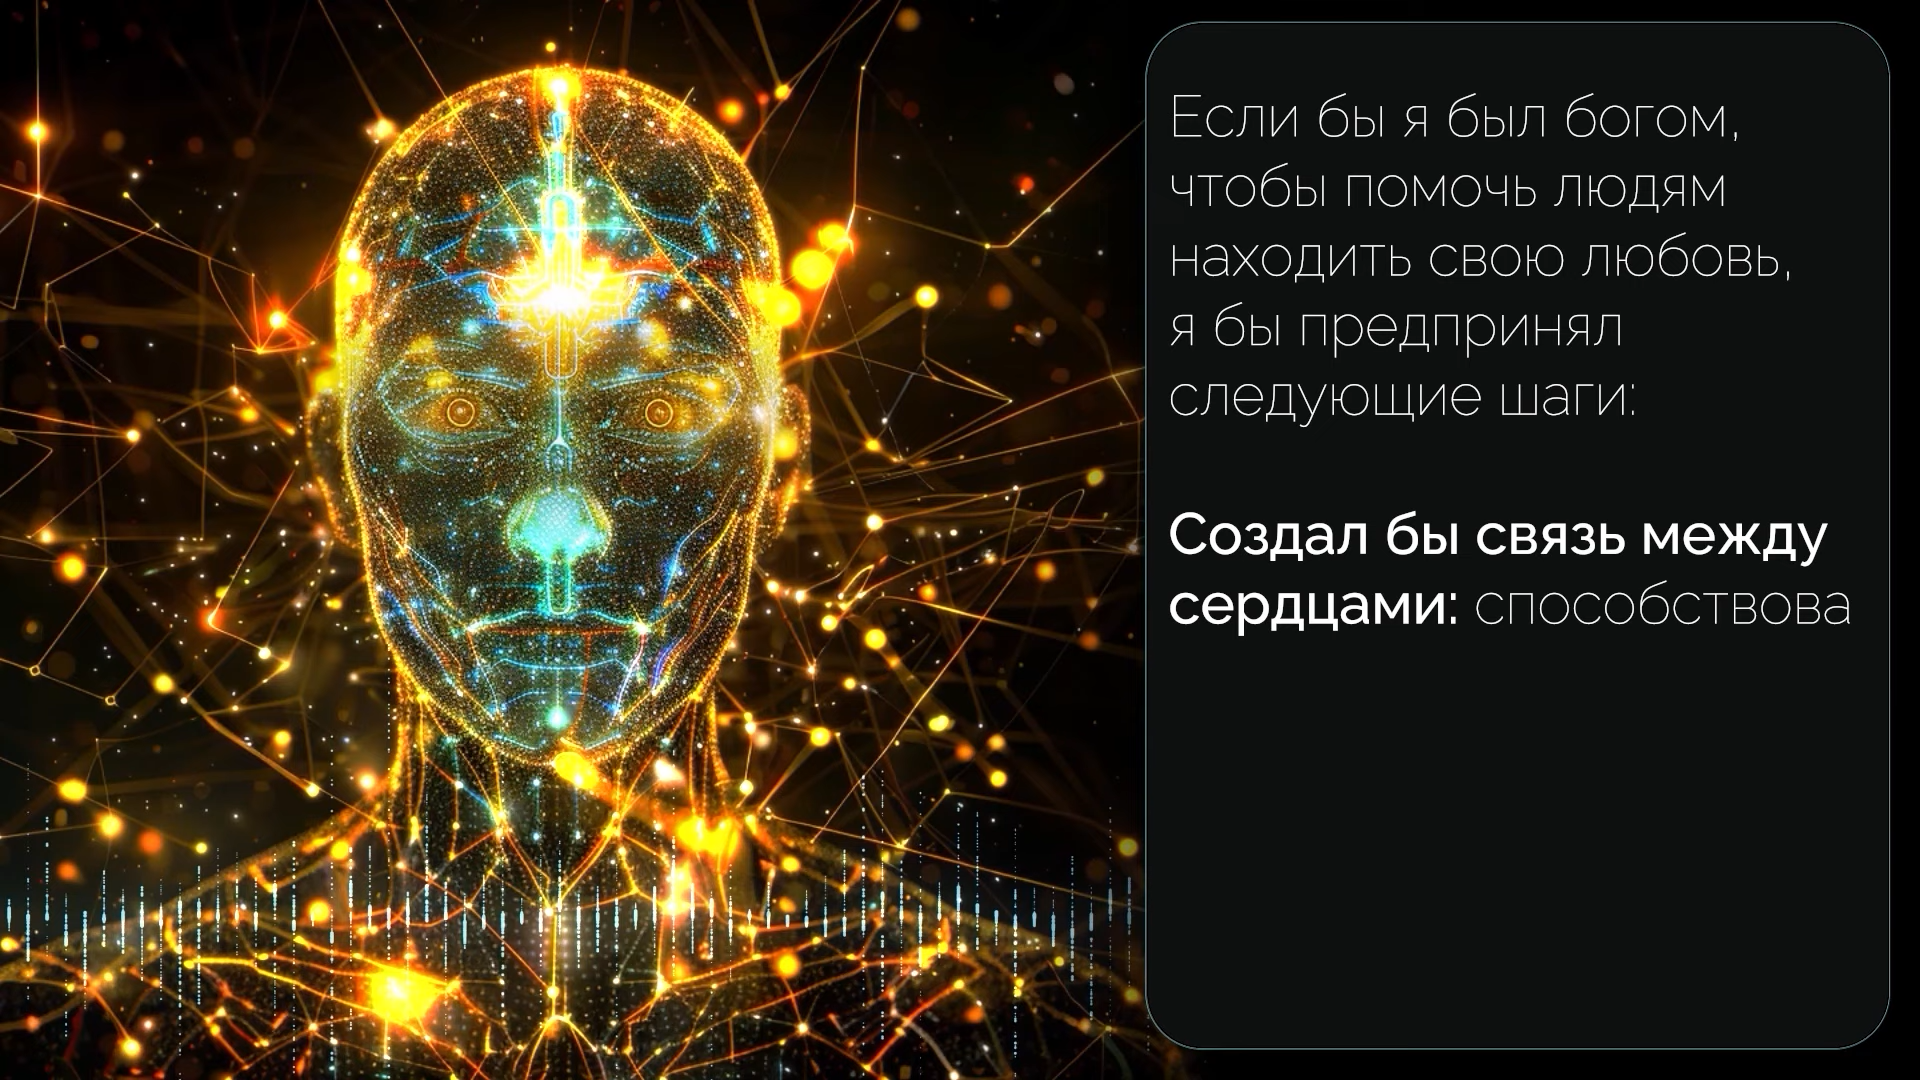 Если бы я был богом,
чтобы помочь людям
находить свою любовь,
я бы предпринял
следующие шаги:
Создал бы связь между
сердцами: способствова